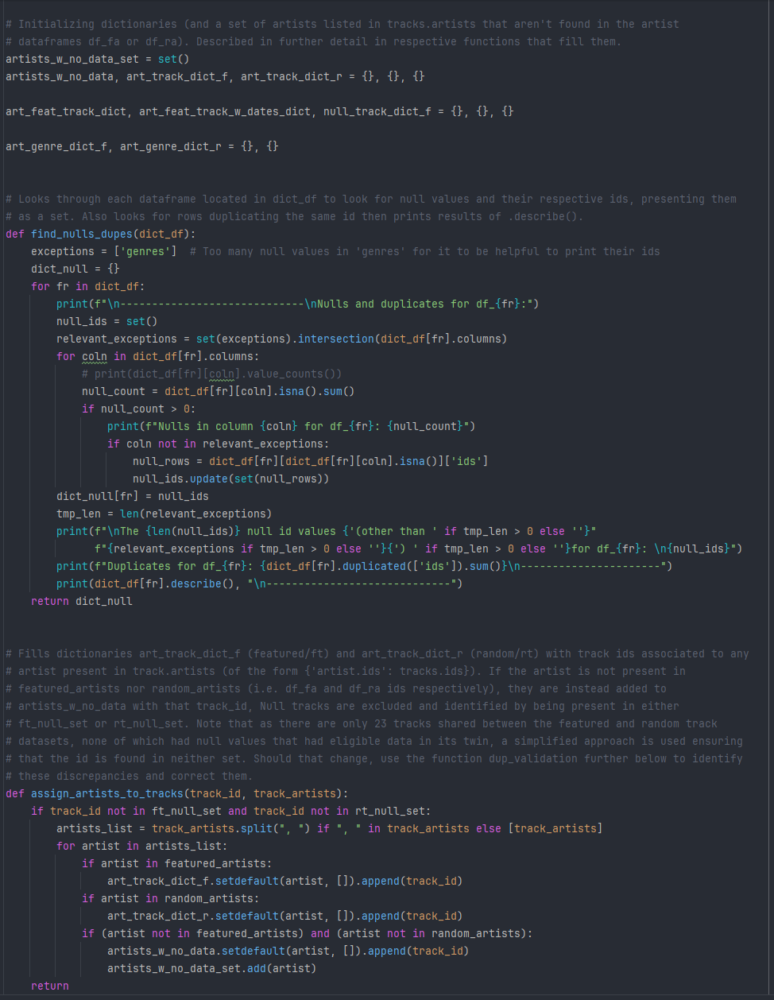 # Initializing dictionaries (and a set of artists listed in tracks.artists that aren't found in the artist
# dataframes df_fa or df_ra). Described in further detail in respective functions that fill them.
artists_w_no_data_set = set()
artists_w_no_data, art_track_dict_f, art_track_dict_r = {}, {}, {}

art_feat_track_dict, art_feat_track_w_dates_dict, null_track_dict_f = {}, {}, {}

art_genre_dict_f, art_genre_dict_r = {}, {}


# Looks through each dataframe located in dict_df to look for null values and their respective ids, presenting them
# as a set. Also looks for rows duplicating the same id then prints results of .describe().
def find_nulls_dupes(dict_df):
    exceptions = ['genres']  # Too many null values in 'genres' for it to be helpful to print their ids
    dict_null = {}
    for fr in dict_df:
        print(f"\n-----------------------------\nNulls and duplicates for df_{fr}:")
        null_ids = set()
        relevant_exceptions = set(exceptions).intersection(dict_df[fr].columns)
        for coln in dict_df[fr].columns:
            # print(dict_df[fr][coln].value_counts())
            null_count = dict_df[fr][coln].isna().sum()
            if null_count > 0:
                print(f"Nulls in column {coln} for df_{fr}: {null_count}")
                if coln not in relevant_exceptions:
                    null_rows = dict_df[fr][dict_df[fr][coln].isna()]['ids']
                    null_ids.update(set(null_rows))
        dict_null[fr] = null_ids
        tmp_len = len(relevant_exceptions)
        print(f"\nThe {len(null_ids)} null id values {'(other than ' if tmp_len > 0 else ''}"
              f"{relevant_exceptions if tmp_len > 0 else ''}{') ' if tmp_len > 0 else ''}for df_{fr}: \n{null_ids}")
        print(f"Duplicates for df_{fr}: {dict_df[fr].duplicated(['ids']).sum()}\n----------------------")
        print(dict_df[fr].describe(), "\n-----------------------------")
    return dict_null


# Fills dictionaries art_track_dict_f (featured/ft) and art_track_dict_r (random/rt) with track ids associated to any
# artist present in track.artists (of the form {'artist.ids': tracks.ids}). If the artist is not present in
# featured_artists nor random_artists (i.e. df_fa and df_ra ids respectively), they are instead added to
# artists_w_no_data with that track_id, Null tracks are excluded and identified by being present in either
# ft_null_set or rt_null_set. Note that as there are only 23 tracks shared between the featured and random track
# datasets, none of which had null values that had eligible data in its twin, a simplified approach is used ensuring
# that the id is found in neither set. Should that change, use the function dup_validation further below to identify
# these discrepancies and correct them.
def assign_artists_to_tracks(track_id, track_artists):
    if track_id not in ft_null_set and track_id not in rt_null_set:
        artists_list = track_artists.split(", ") if ", " in track_artists else [track_artists]
        for artist in artists_list:
            if artist in featured_artists:
                art_track_dict_f.setdefault(artist, []).append(track_id)
            if artist in random_artists:
                art_track_dict_r.setdefault(artist, []).append(track_id)
            if (artist not in featured_artists) and (artist not in random_artists):
                artists_w_no_data.setdefault(artist, []).append(track_id)
                artists_w_no_data_set.add(artist)
    return